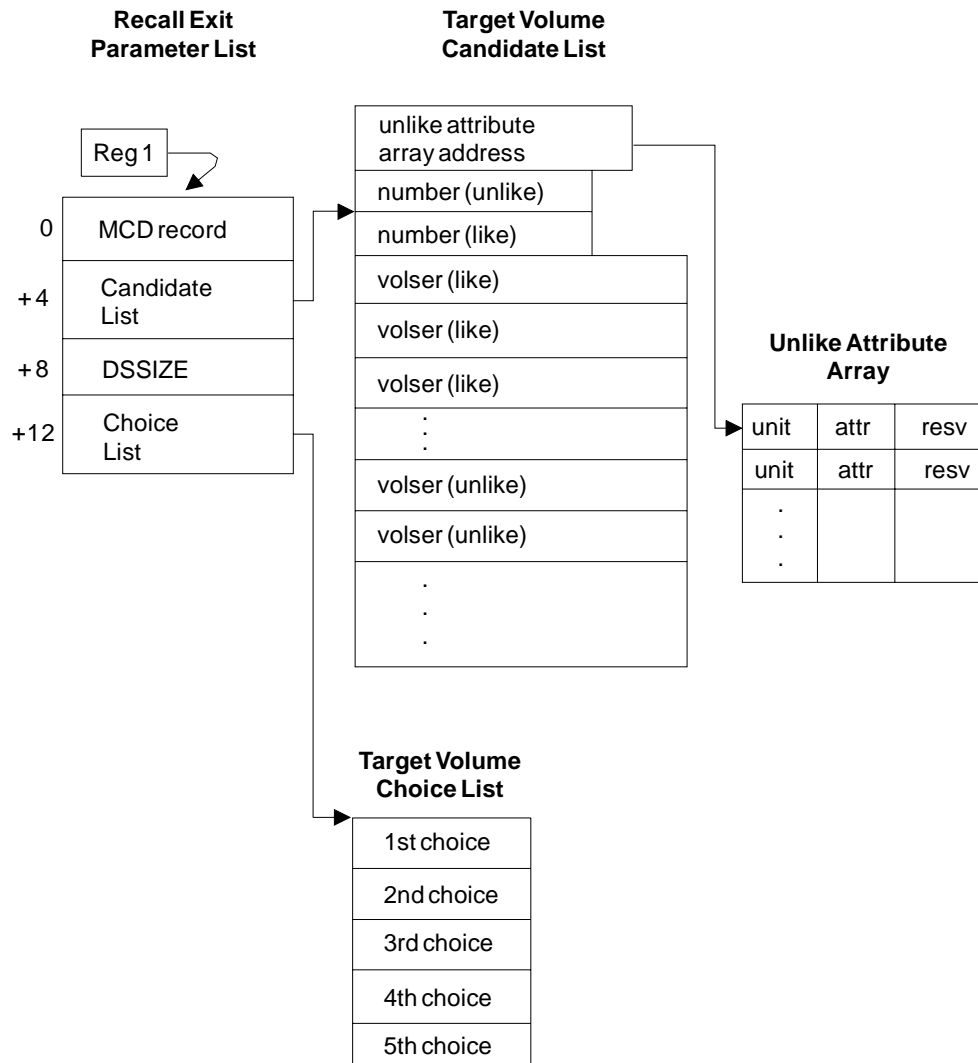 Recall Exit
Parameter List
Reg 1
0
MCD record
+4
Candidate
List
+8
DSSIZE
+12
Choice
List
Target Volume
Candidate List
unlike attribute
array address
number (unlike)
number (like)
volser (like)
volser (like)
volser (like)
.
.
.
volser (unlike)
volser (unlike)
.
.
.
Unlike Attribute
Array
unit attr resv
unit attr resv
.
.
.
Target Volume
Choice List
1st choice
2nd choice
3rd choice
4th choice
5th choice